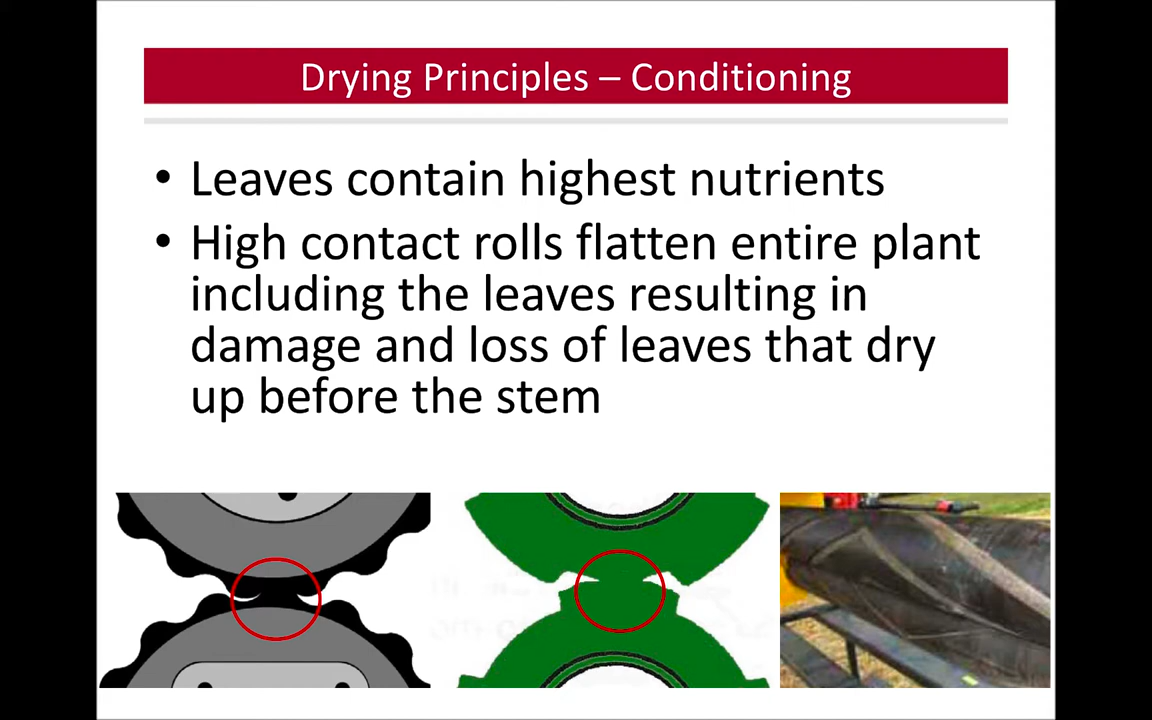 Drying Principles – Conditioning
• Leaves contain highest nutrients
• High contact rolls flatten entire plant
including the leaves resulting in
damage and loss of leaves that dry
up before the stem